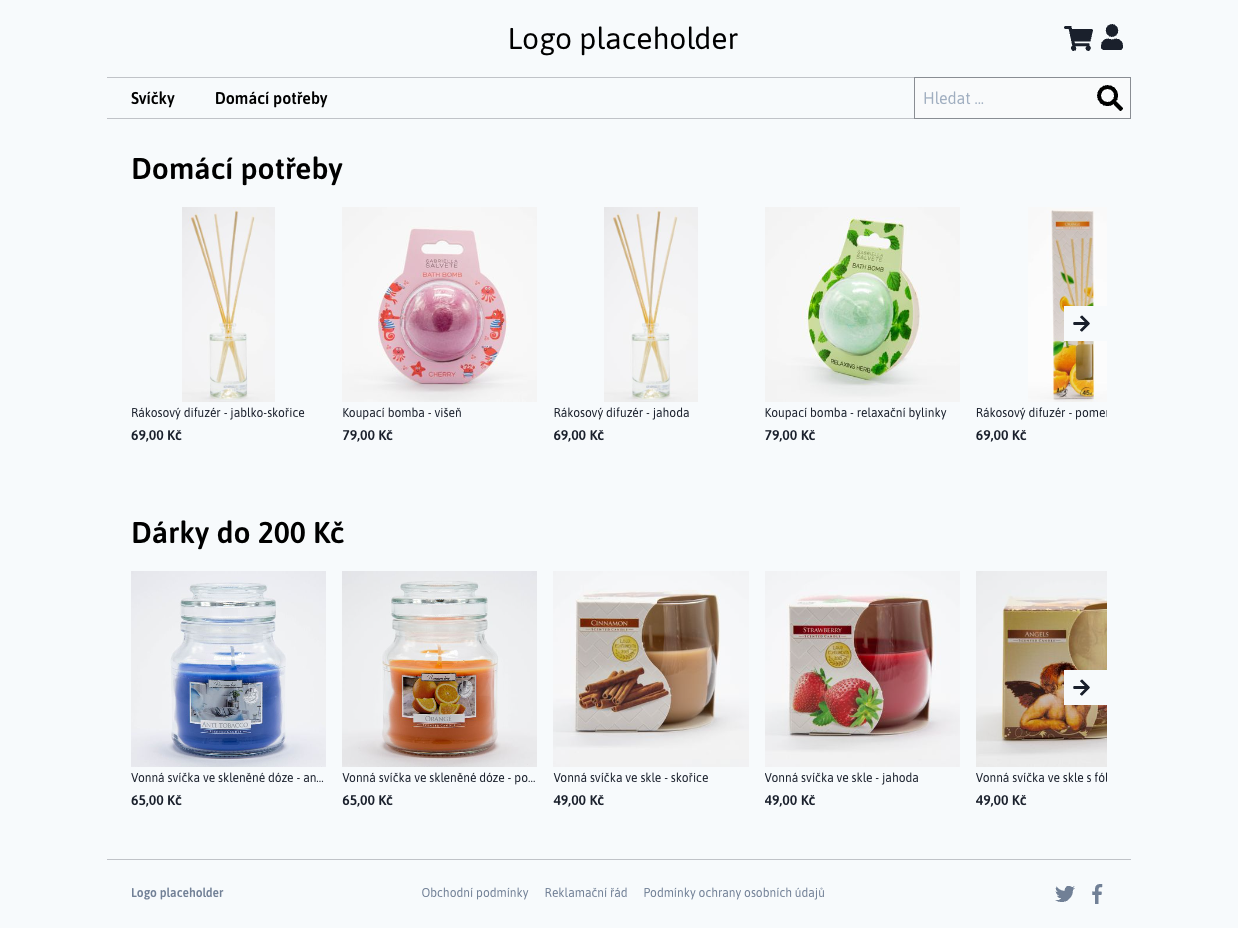 Logo placeholder
Svíčky
Domácí potřeby
Hledat ...
Domácí potřeby
GABRIELLA
SALVETE
BATH BOMB
CHERRY
GABRIELLA
SALVETE
BATH BOMB
RELAXING HERBS
Rákosový difuzér - jablko-skořice
69,00 Kč
Koupací bomba - višeň
79,00 Kč
Rákosový difuzér - jahoda
69,00 Kč
Koupací bomba - relaxační bylinky
79,00 Kč
Rákosový difuzér - pomer
69,00 Kč
Dárky do 200 Kč
ANTI TOBACCO
ORANGE
CINNAMON
STRAWBERRY
ANGELS
Vonná svíčka ve skleněné dóze - an...
65,00 Kč
Vonná svíčka ve skleněné dóze - po...
65,00 Kč
Vonná svíčka ve skle - skořice
49,00 Kč
Vonná svíčka ve skle - jahoda
49,00 Kč
Vonná svíčka ve skle s fól
49,00 Kč
Logo placeholder
Obchodní podmínky
Reklamační řád
Podmínky ochrany osobních údajů